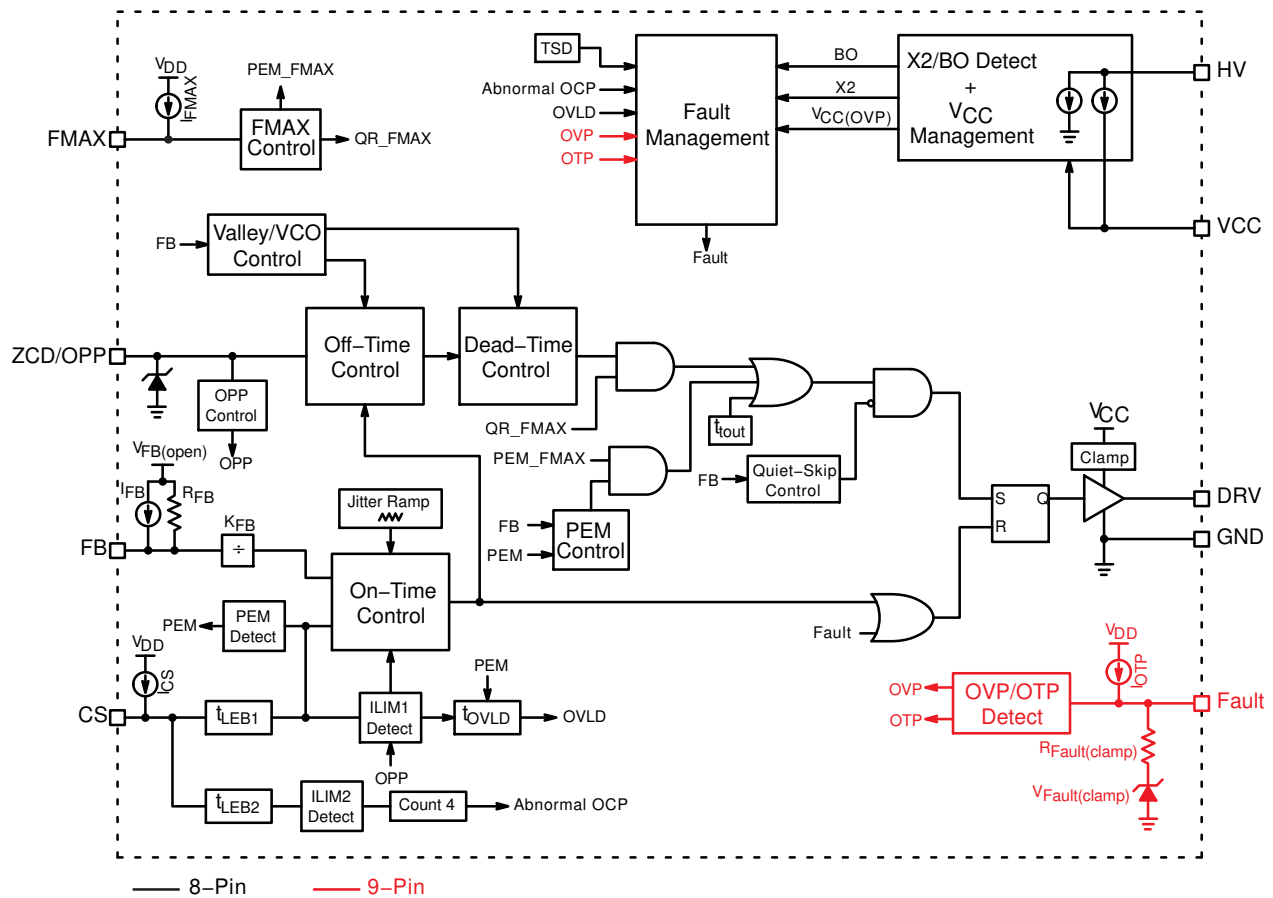 TSD
BO
X2/BO Detect
+
VCC
Management
HV
VDD
PEM_FMAX
IFMAX
Abnormal OCP
X2
OVLD
Fault
Management
VCC(OVP)
FMAX
FMAX
Control
QR_FMAX
OVP
OTP
Valley/VCO
Control
FB
Fault
VCC
ZCD/OPP
Off-Time
Control
Dead-Time
Control
OPP
Control
OPP
QR_FMAX
ttout
VCC
Clamp
VFB(open)
IFB
RFB
PEM_FMAX
FB
Quiet-Skip
Control
Jitter Ramp
S
Q
R
DRV
GND
FB
KFB
÷
FB
PEM
PEM
Control
On-Time
Control
PEM
PEM
Detect
Fault
VDD
ICS
PEM
VDD
IOTP
OVP
OTP
OVP/OTP
Detect
Fault
CS
tLEB1
ILIM1
Detect
tOVLD
OVLD
OPP
RFault(clamp)
VFault(clamp)
tLEB2
ILIM2
Detect
Count 4
Abnormal OCP
8-Pin
9-Pin